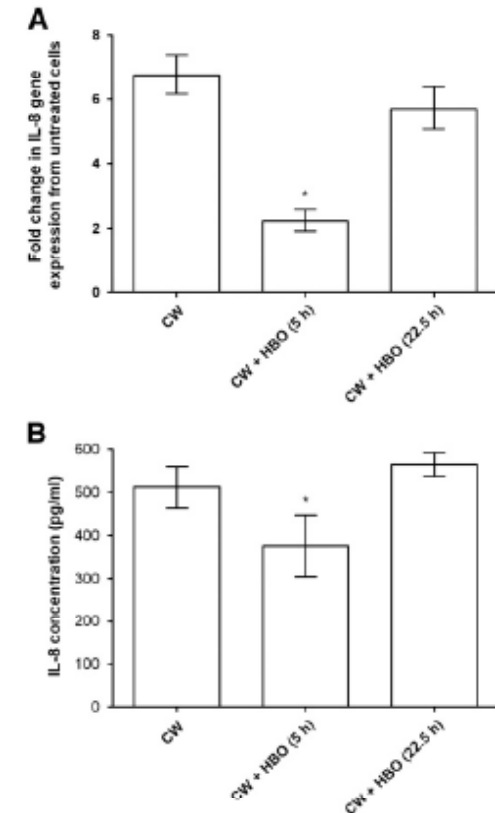 A
Fold change in IL-8 gene
expression from untreated cells
8
6
4
2
0
*
CW
CW + HBO (5 h)
CW + HBO (22.5 h)
B
IL-8 concentration (pg/ml)
600
500
400
300
200
100
0
*
CW
CW + HBO (5 h)
CW + HBO (22.5 h)